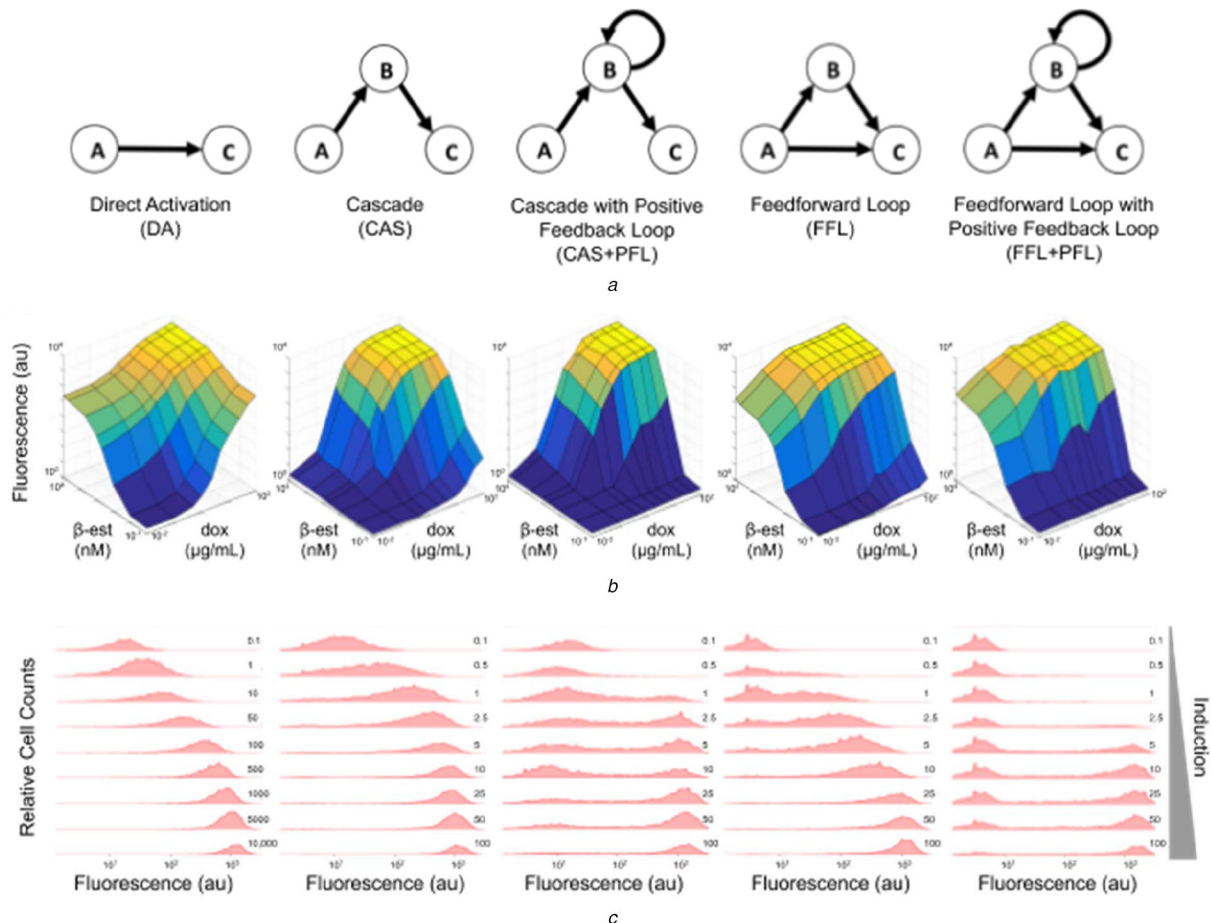 B B B B
A C A C A C A C A C
Direct Activation Cascade Cascade with Positive Feedforward Loop Feedforward Loop with
(DA) (CAS) Feedback Loop (FFL) Positive Feedback Loop
(CAS+PFL) (FFL+PFL)
a
Fluorescence (au)
β-est dox β-est dox β-est dox β-est dox β-est dox
(nM) (µg/mL) (nM) (µg/mL) (nM) (µg/mL) (nM) (µg/mL) (nM) (µg/mL)
b
Relative Cell Counts
0.1 0.1 0.1 0.1 0.1
1 0.5 0.5 0.5 0.5
10 1 1 1 1
50 2.5 2.5 2.5 2.5
100 5 5 5 5
500 10 10 10 10
1000 25 25 25 25
5000 50 50 50 50
10,000 100 100 100 100
Induction
Fluorescence (au) Fluorescence (au) Fluorescence (au) Fluorescence (au) Fluorescence (au)
c